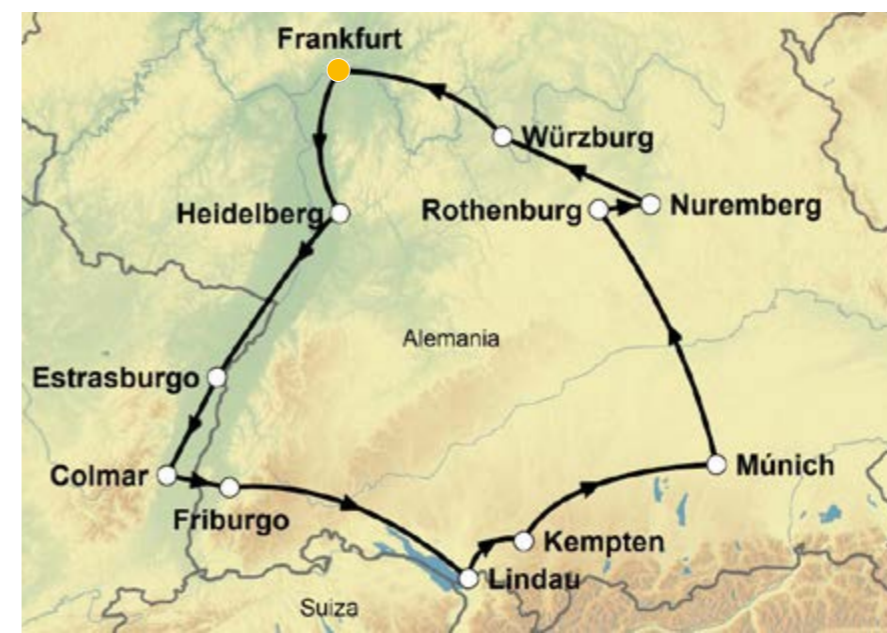 Frankfurt
Würzburg
Heidelberg
Rothenburg
Nuremberg
Alemania
Estrasburgo
Colmar
Múnich
Friburgo
Kempten
Lindau
Suiza